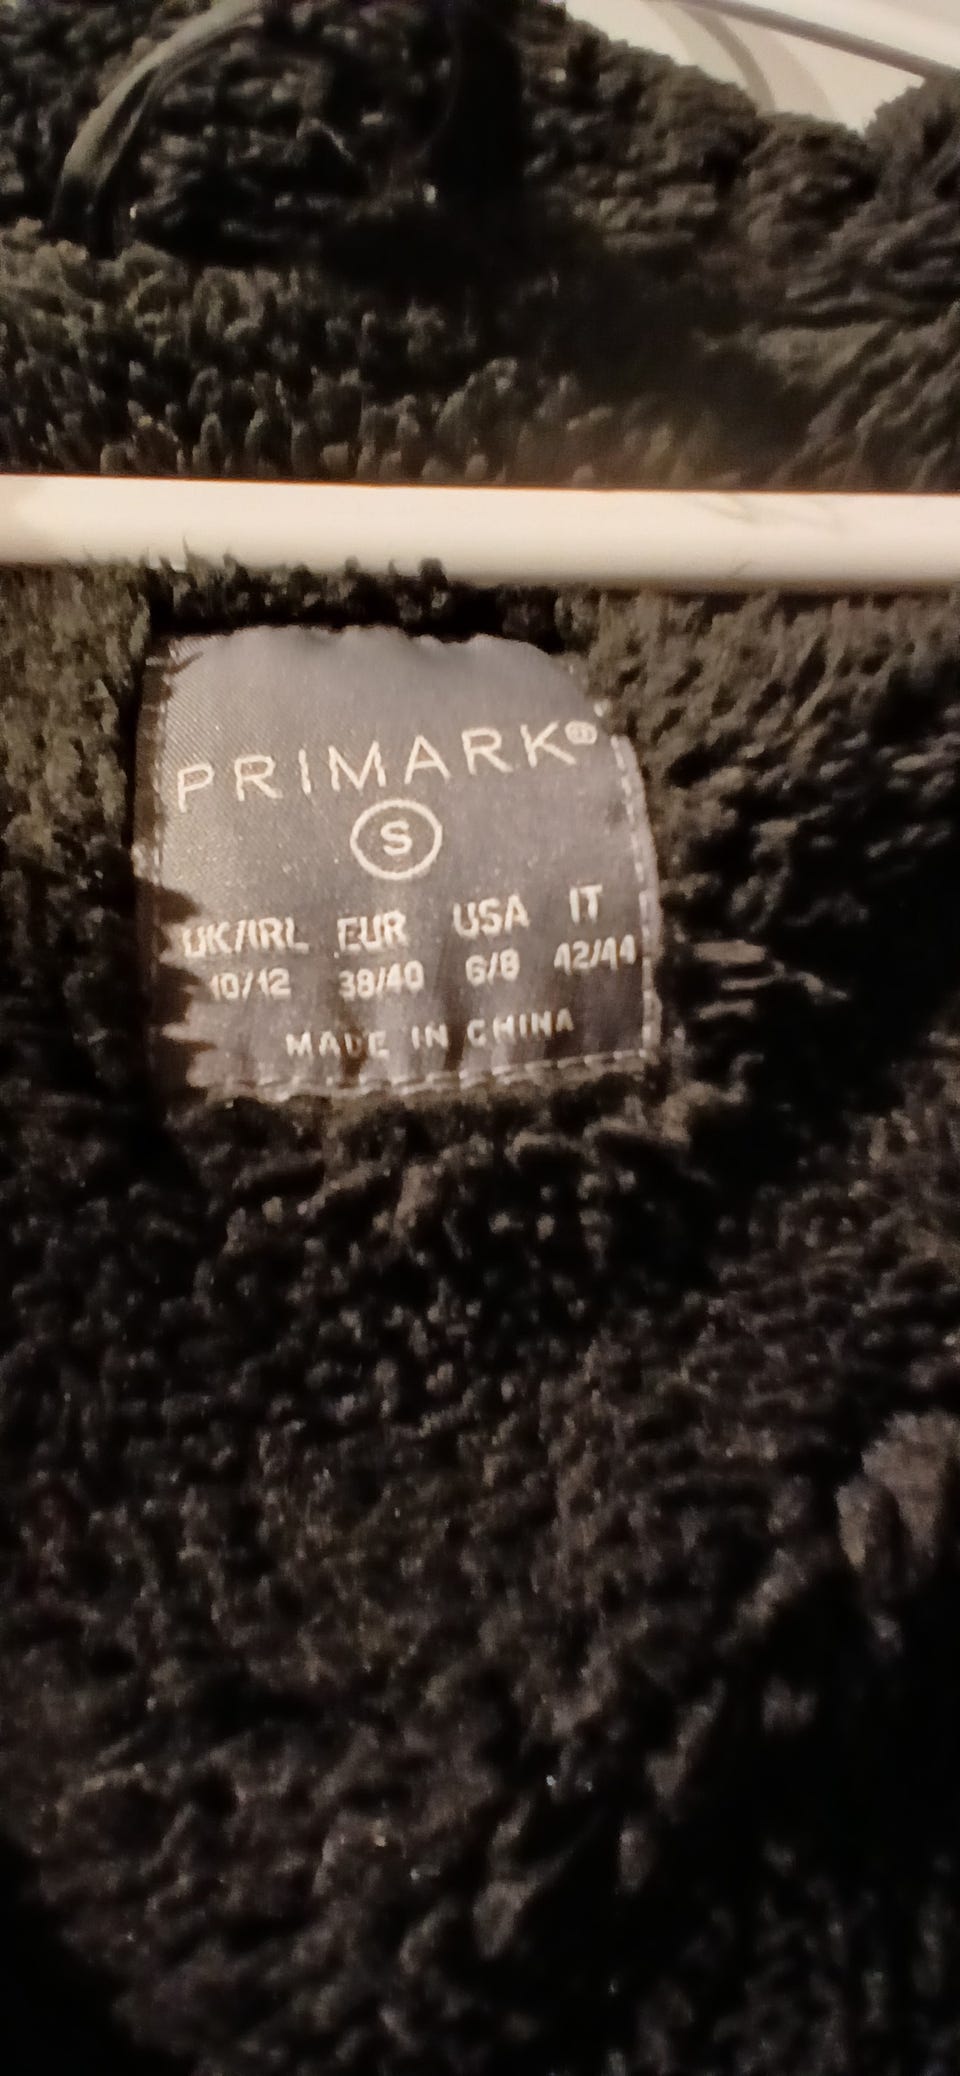 PRIMARK®
S
UK/IRL EUR USA IT
10/12 38/40 6/8 42/44
MADE IN CHINA